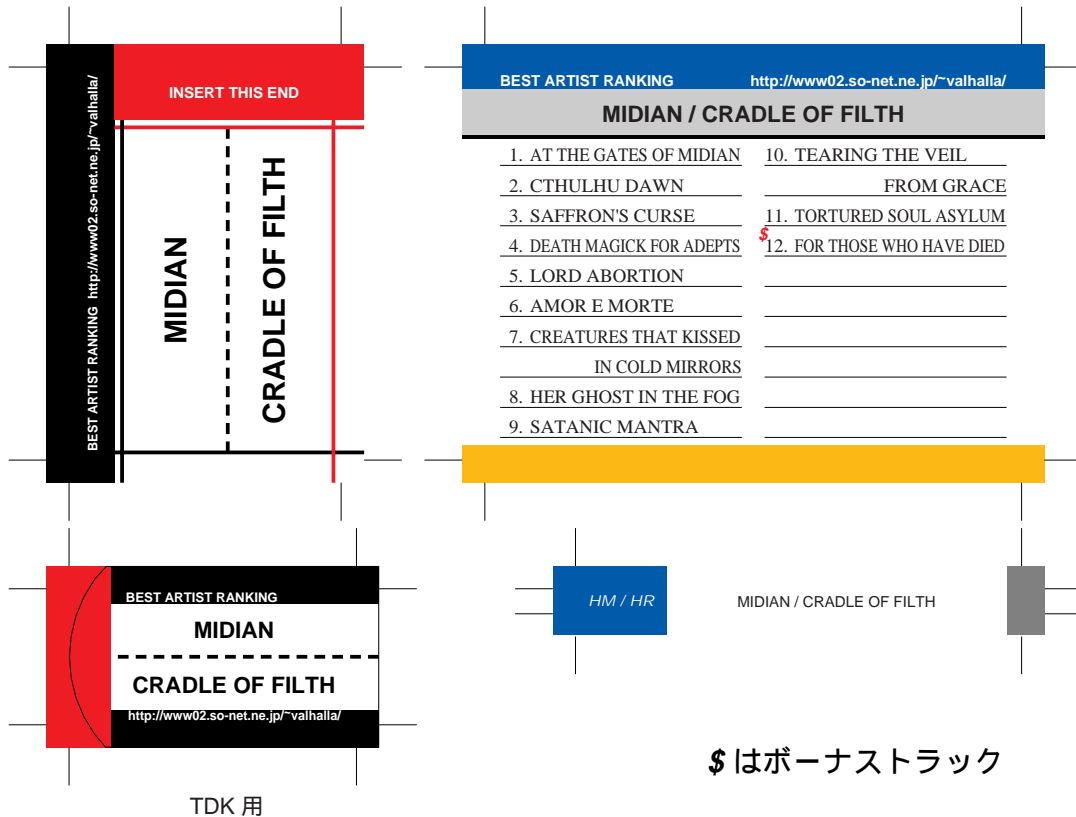 INSERT THIS END
BEST ARTIST RANKING http://www02.so-net.ne.jp/~valhalla/
MIDIAN
CRADLE OF FILTH
BEST ARTIST RANKING http://www02.so-net.ne.jp/~valhalla/
MIDIAN / CRADLE OF FILTH
1. AT THE GATES OF MIDIAN
2. CTHULHU DAWN
3. SAFFRON'S CURSE
4. DEATH MAGICK FOR ADEPTS
5. LORD ABORTION
6. AMOR E MORTE
7. CREATURES THAT KISSED
IN COLD MIRRORS
8. HER GHOST IN THE FOG
9. SATANIC MANTRA
10. TEARING THE VEIL
FROM GRACE
11. TORTURED SOUL ASYLUM
$12. FOR THOSE WHO HAVE DIED
BEST ARTIST RANKING
MIDIAN
CRADLE OF FILTH
http://www02.so-net.ne.jp/~valhalla/
TDK 用
HM / HR
MIDIAN / CRADLE OF FILTH
$ はボーナストラック